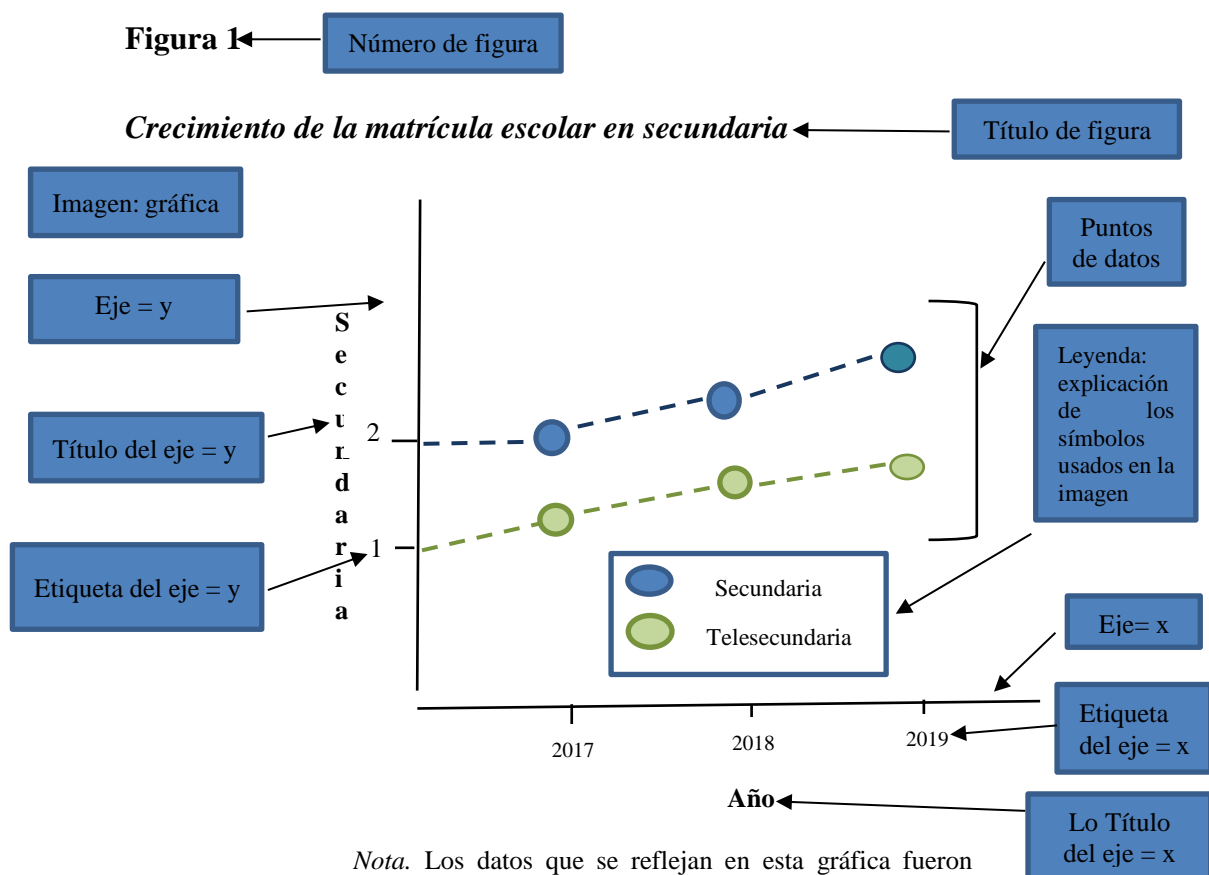 Figura 1
Número de figura
Crecimiento de la matrícula escolar en secundaria
Título de figura
Imagen: gráfica
Puntos
de datos
Eje = y
Secundaria
Leyenda:
explicación
de los
símbolos
usados en la
imagen
Título del eje = y
2
Etiqueta del eje = y
1
Secundaria
Telesecundaria
Eje= x
2017
2018
2019
Etiqueta
del eje = x
Año
Lo Título
del eje = x
Nota. Los datos que se reflejan en esta gráfica fueron